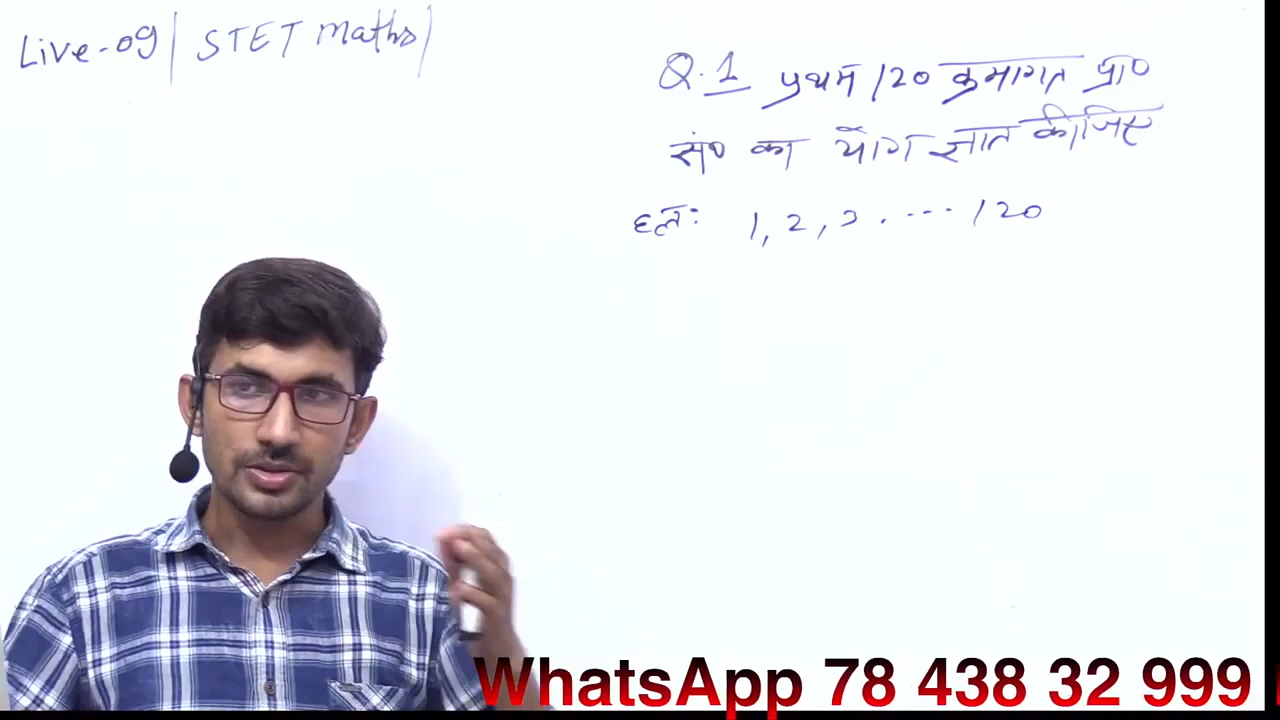 Live-09 | STET Maths |
Q.1 प्रथम 120 क्रमागत प्रा०
सं० का योग ज्ञात कीजिए
हल: 1, 2, 3 . --- 120
WhatsApp 78 438 32 999